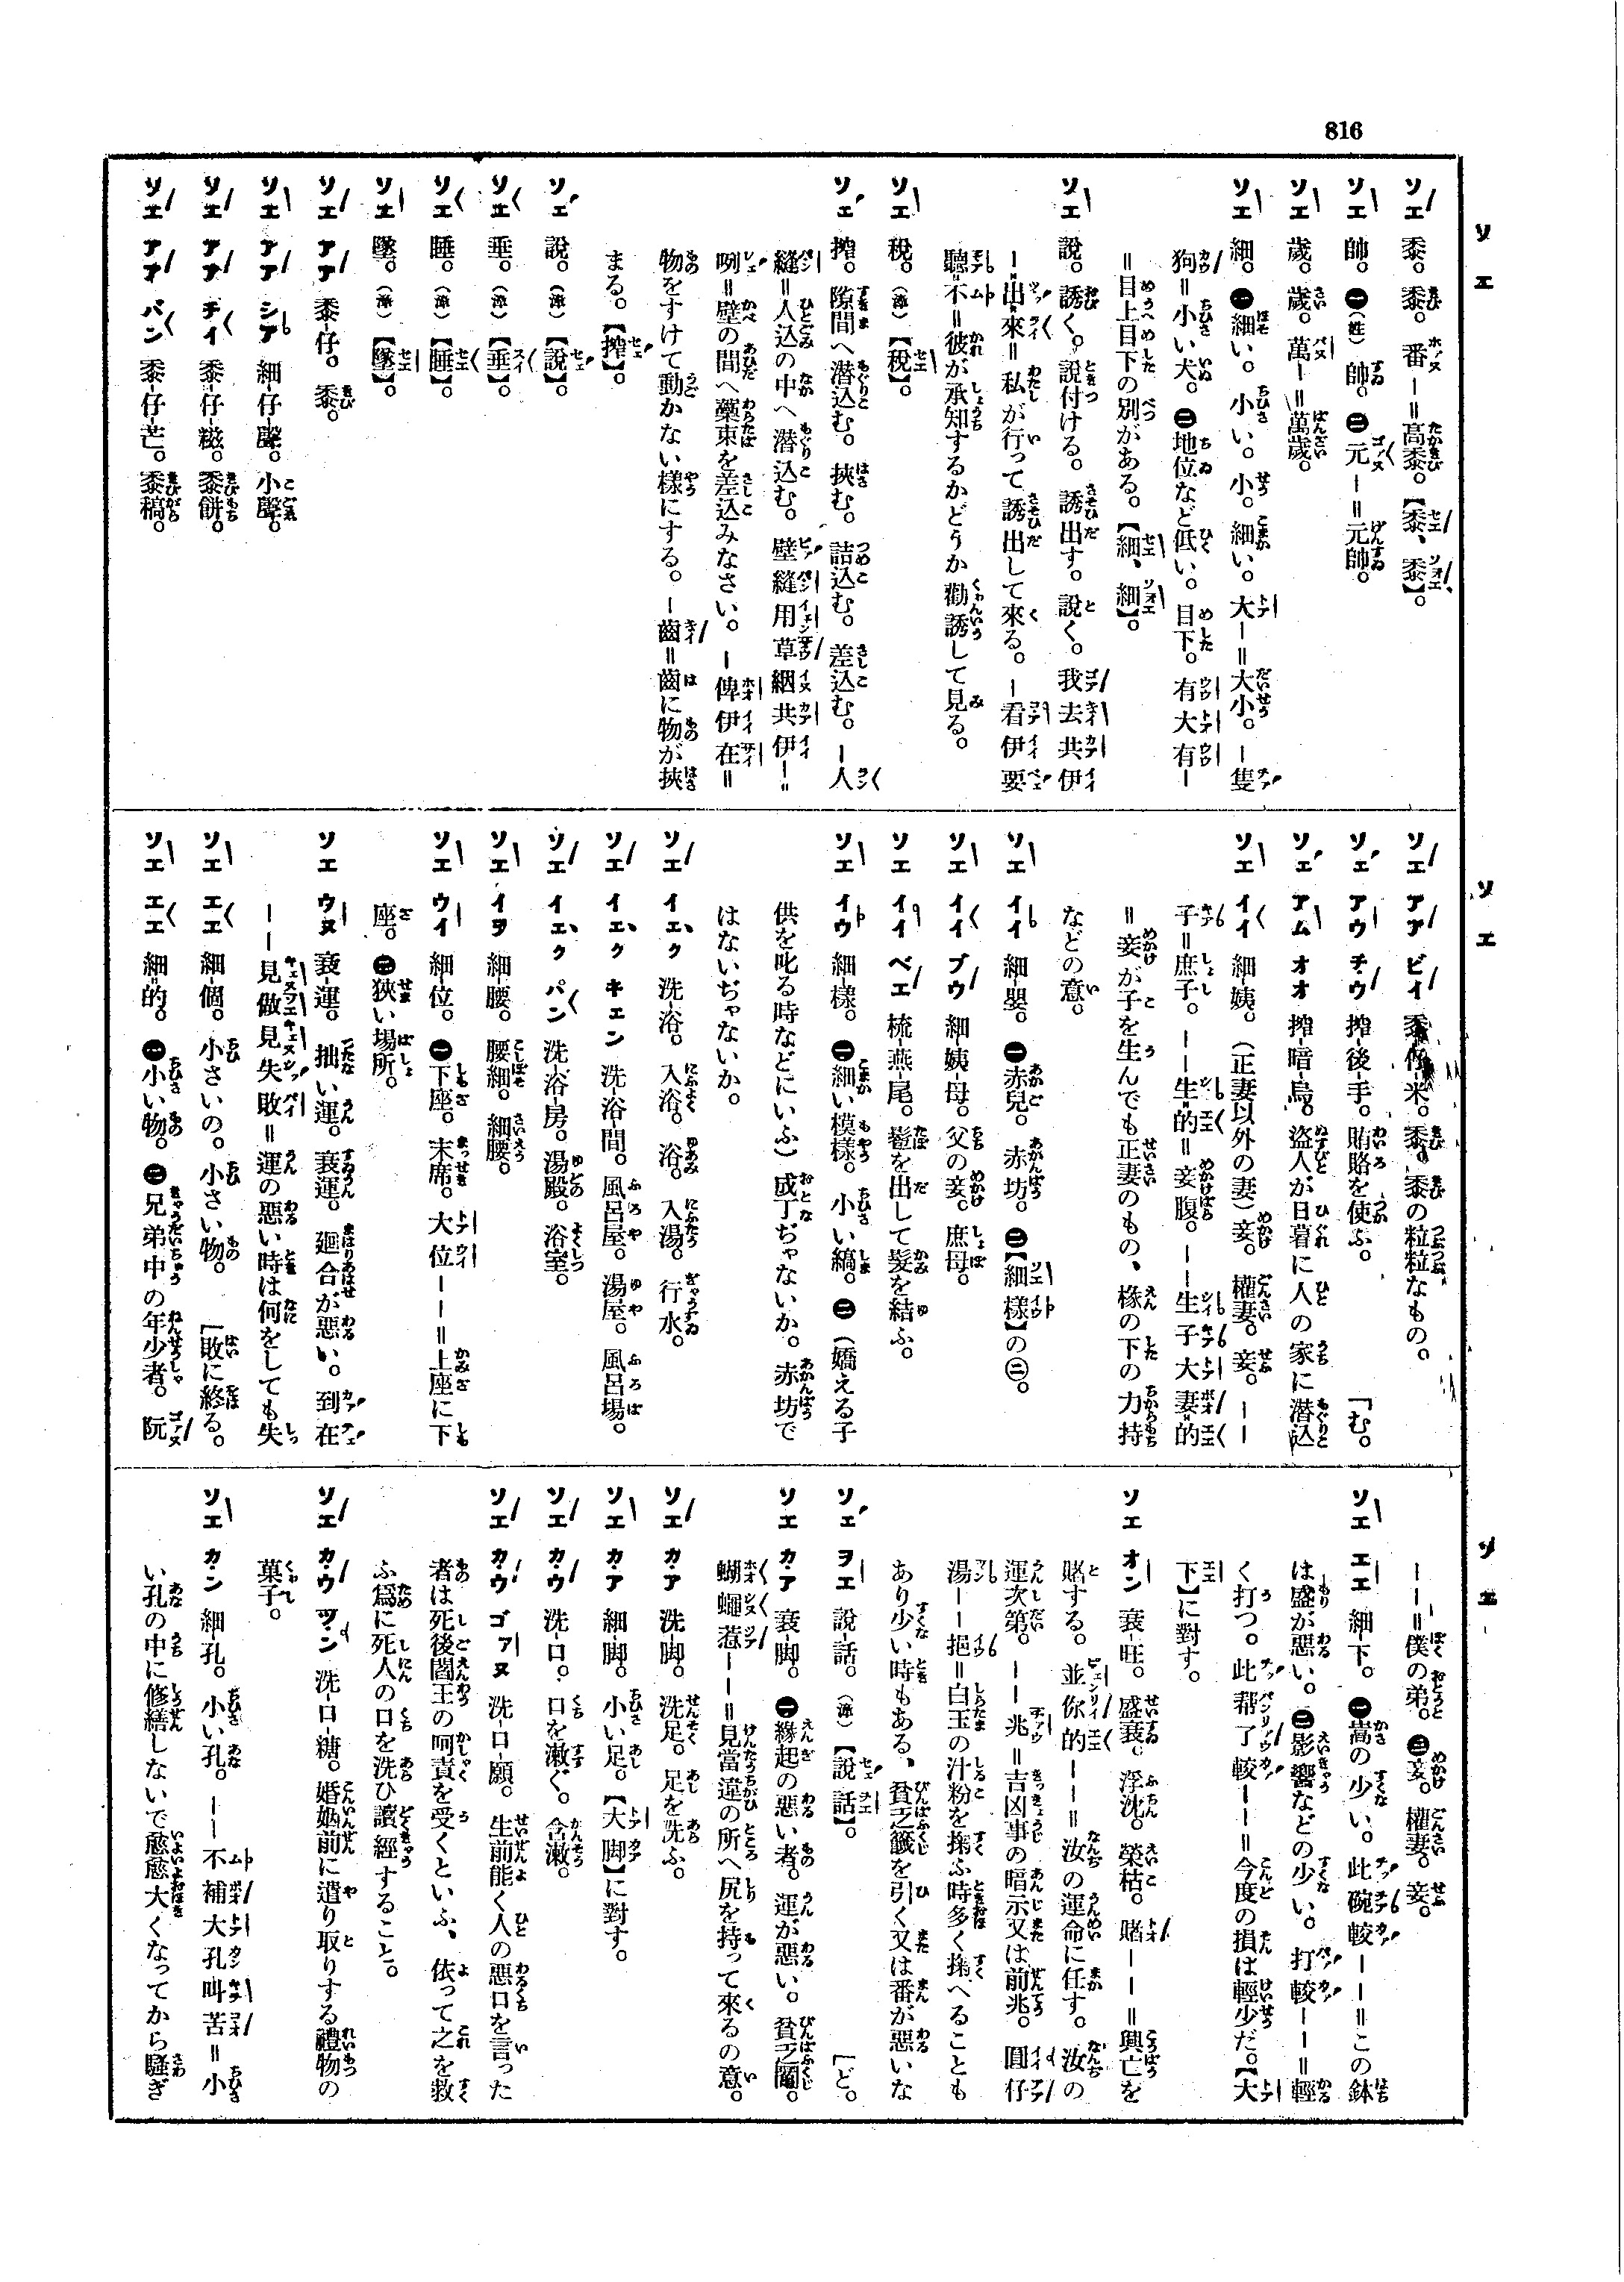 816
ソエ
ソエ
ソエ
ソエ 黍。黍。番ー＝高黍。【黍、黍】。
ソエ 帥。㊀（姓）帥。㊁元ー＝元帥。
ソエ 歲。歲。萬ー＝萬歲。
ソエ 細。㊀細い。小い。小。細い。大ー＝大小。ー隻
狗＝小い犬。㊁地位など低い。目下。有大有ー
＝目上目下の別がある。【細、細】。
ソエ 說。誘く。說付ける。誘出す。說く。我去共伊
ー出來＝私が行って誘出して來る。ー看伊要
聽不＝彼が承知するかどうか勸誘して見る。
ソエ 稅。（漳）【稅】。
ソエ 搾。隙間へ潜込む。挾む。詰込む。差込む。ー人
縫＝人込の中へ潜込む。壁縫用草絪共伊ー＝
咧＝壁の間へ藁束を差込みなさい。ー俾伊在＝
物をすけて動かない樣にする。ー齒＝齒に物が挾
まる。【搾】。
ソエ 說。（漳）【說】。
ソエ 垂。（漳）【垂】。
ソエ 睡。（漳）【睡】。
ソエ 墜。（漳）【墜】。
ソエ アア 黍-仔。黍。
ソエ アア シア 細-仔-聲。小聲。
ソエ アア チイ 黍-仔-糍。黍餅。
ソエ アア バン 黍-仔-芒。黍稿。
ソエ アア ビイ 黍-仔-米。黍。黍の粒粒なもの。
ソエ アウ チウ 搾-後-手。賄賂を使ふ。「む。
ソエ アム オオ 搾-暗-鳥。盜人が日暮に人の家に潜込
ソエ イイ 細-姨。（正妻以外の妻）妾。權妻。妾。ーー
子＝庶子。ーー生的＝妾腹。ーー生子大妻的
＝妾が子を生んでも正妻のもの、椽の下の力持
などの意。
ソエ イイ 細-嬰。㊀赤兒。赤坊。㊁【細樣】の㊁。
ソエ イイ ブウ 細-姨-母。父の妾。庶母。
ソエ イイ ベエ 梳-燕-尾。髱を出して髮を結ふ。
ソエ イウ 細-樣。㊀細い模樣。小い縞。㊁（嬌える子
供を叱る時などにいふ）成丁ぢゃないか。赤坊で
はないぢゃないか。
ソエ イエク 洗-浴。入浴。浴。入湯。行水。
ソエ イエク キエン 洗-浴-間。風呂屋。湯屋。風呂場。
ソエ イエク パン 洗-浴-房。湯殿。浴室。
ソエ イヲ 細-腰。腰細。細腰。
ソエ ウイ 細-位。㊀下座。末席。大位ーー＝上座に下
座。㊁狹い場所。
ソエ ウヌ 衰-運。拙い運。衰運。廻合が惡い。到在
ーー見做見失敗＝運の惡い時は何をしても失
ソエ エエ 細-個。小さいの。小さい物。［敗に終る。
ソエ エエ 細-的。㊀小い物。㊁兄弟中の年少者。阮
ーー＝僕の弟。㊂妾。權妻。妾。
ソエ エエ 細-下。㊀嵩の少い。此碗較ーー＝この鉢
は盛が惡い。㊁影響などの少い。打較ーー＝輕
く打つ。此帮了較ーー＝今度の損は輕少だ。【大
下】に對す。
ソエ オン 衰-旺。盛衰。浮沈。榮枯。賭ーー＝興亡を
賭する。並你的ーー＝汝の運命に任す。汝の
運次第。ーー兆＝吉凶事の暗示又は前兆。圓仔
湯ーー挹＝白玉の汁粉を掬ふ時多く掬へることも
あり少い時もある、貧乏籤を引く又は番が惡いな
ソエ ヲエ 說-話。（漳）【說話】。［ど。
ソエ カア 衰-脚。㊀緣起の惡い者。運が惡い。貧乏鬮。
蝴蠅惹ーー＝見當違の所へ尻を持って來るの意。
ソエ カア 洗-脚。洗足。足を洗ふ。
ソエ カア 細-脚。小い足。【大脚】に對す。
ソエ カウ 洗-口。口を漱ぐ。含漱。
ソエ カウ ゴァヌ 洗-口-願。生前能く人の惡口を言った
者は死後閻王の呵責を受くといふ、依って之を救
ふ爲に死人の口を洗ひ讀經すること。
ソエ カウ ツン 洗-口-糖。婚姻前に遣り取りする禮物の
菓子。
ソエ カン 細-孔。小い孔。ーー不補大孔叫苦＝小
い孔の中に修繕しないで愈愈大くなってから騷ぎ